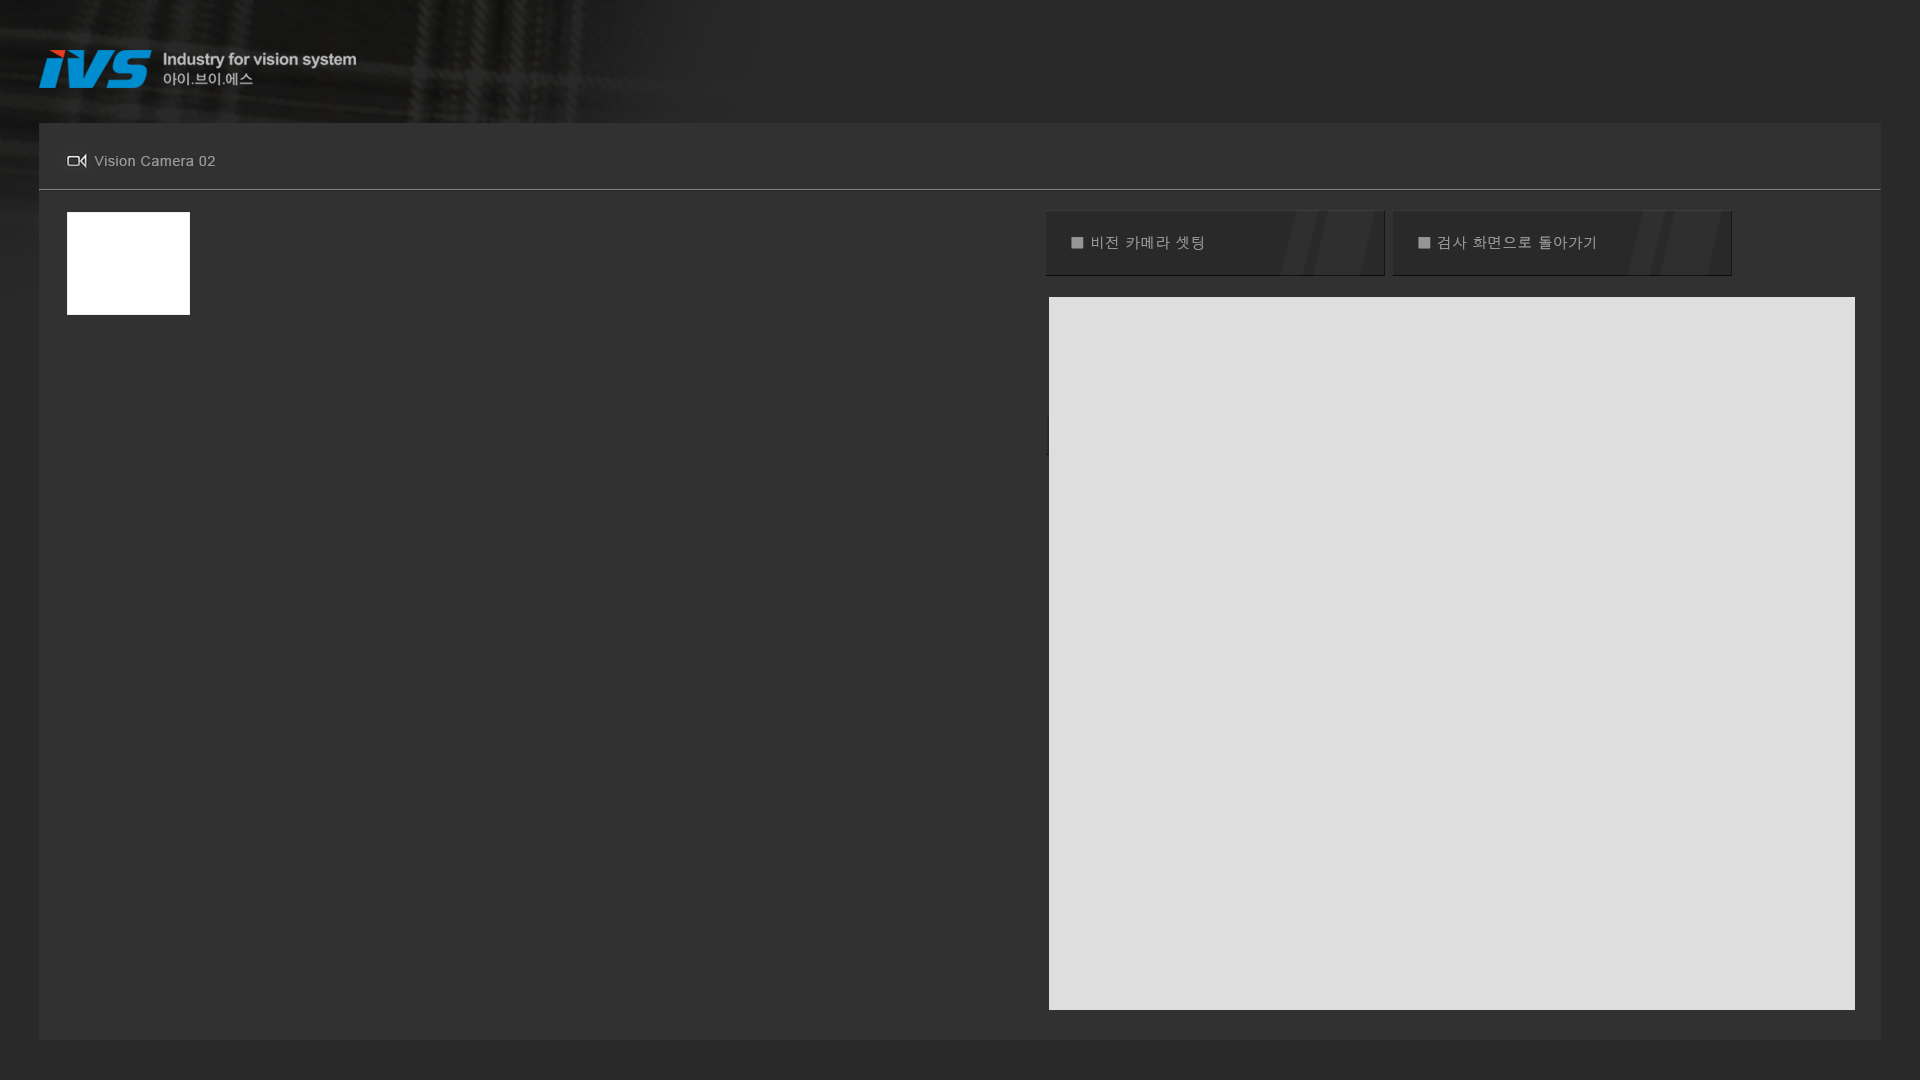 iVS
Industry for vision system
아이.브이.에스
Vision Camera 02
■ 비전 카메라 셋팅
■ 검사 화면으로 돌아가기